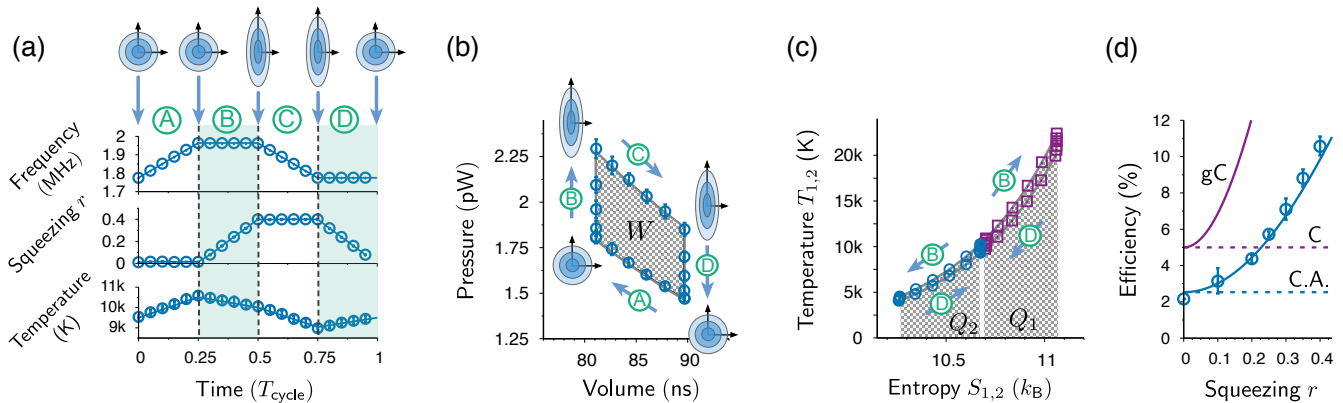 (a)
A B C D
Frequency
(MHz)
2
1.9
1.8
1.7
Squeezing r
0.4
0.2
0
Temperature
(K)
11k
10k
9k
0 0.25 0.5 0.75 1
Time (T_cycle)
(b)
Pressure (pW)
2.25
2
1.75
1.5
1.25
B
C
W
D
A
80 85 90
Volume (ns)
(c)
Temperature T_1,2 (K)
20k
15k
10k
5k
0
B
D
B
D
Q_2 Q_1
10.5 11
Entropy S_1,2 (k_B)
(d)
Efficiency (%)
12
10
8
6
4
2
0
gC
C
C.A.
0 0.1 0.2 0.3 0.4
Squeezing r